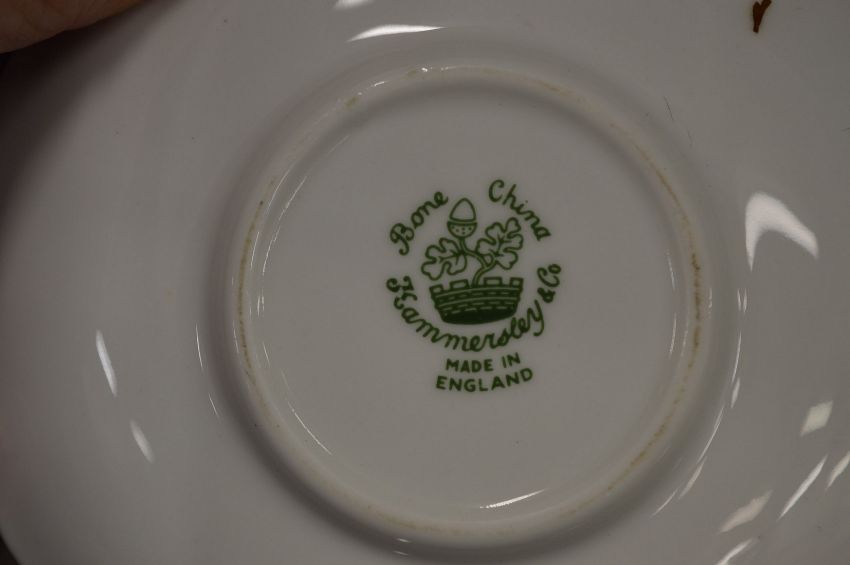 Bone China
Hammersley & Co
MADE IN
ENGLAND